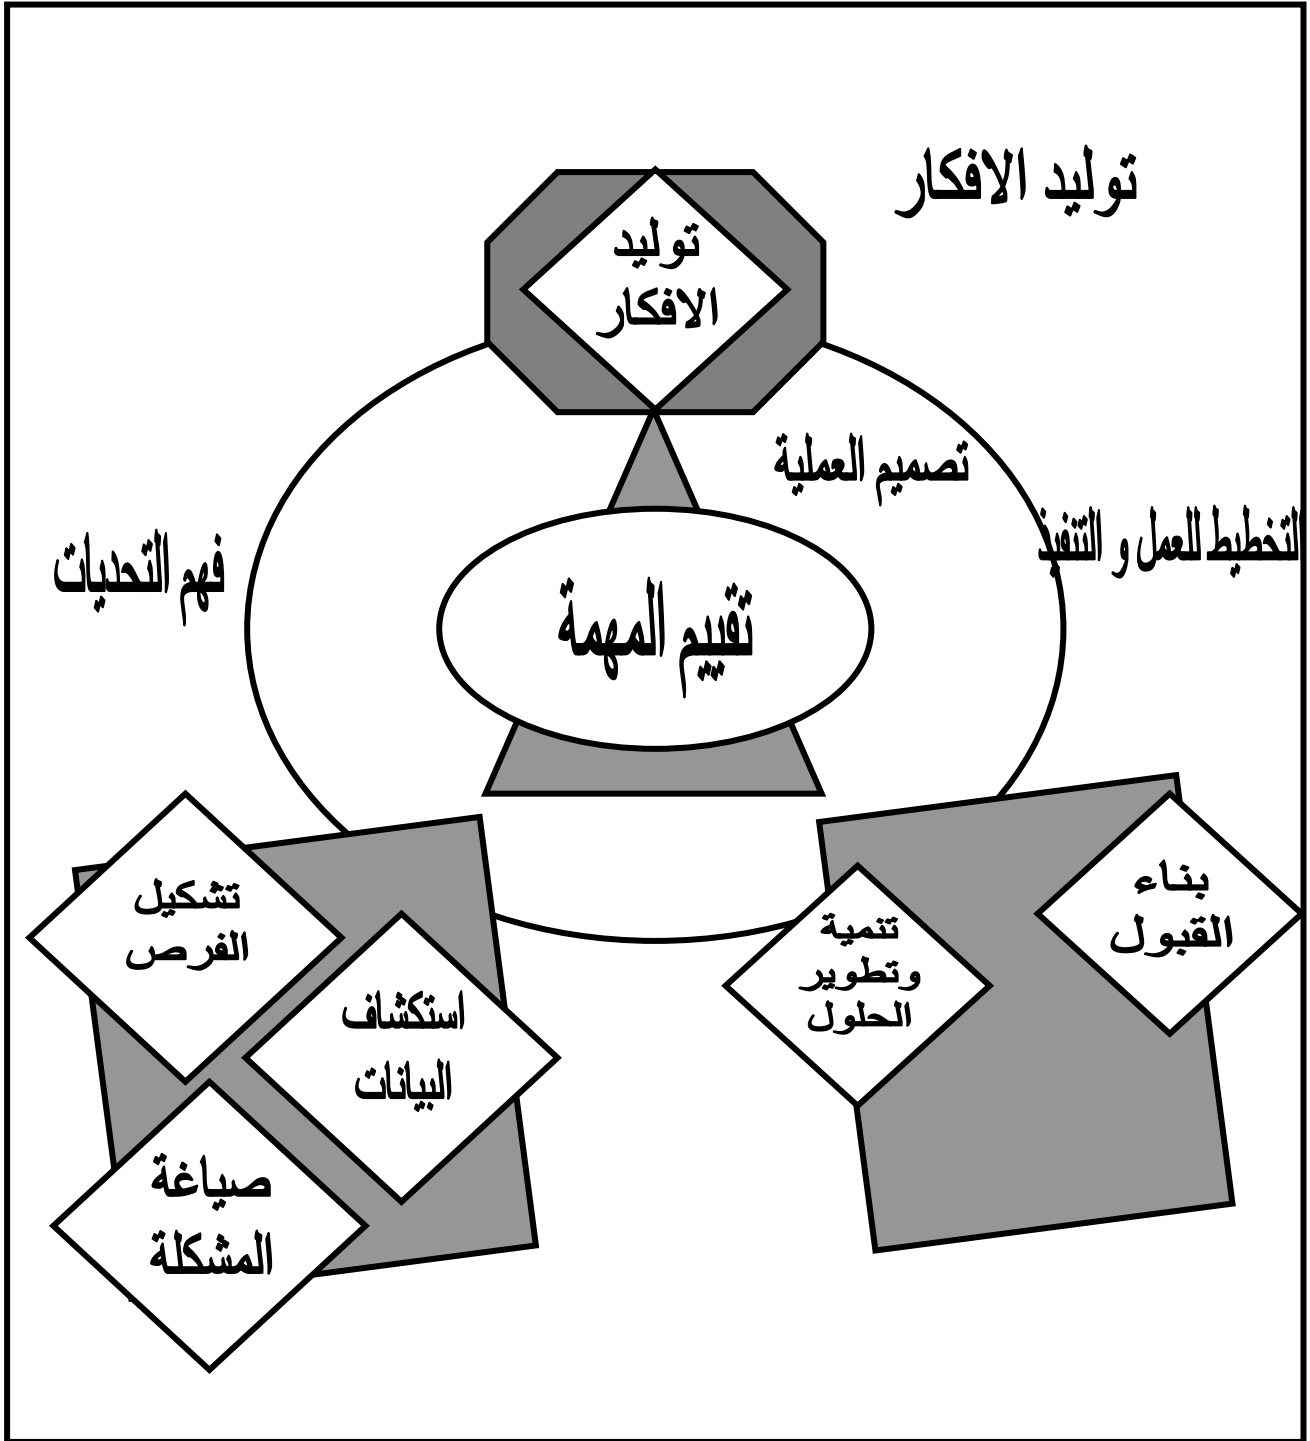 توليد الافكار
توليد
الافكار
تصميم العملية
التخطيط للعمل و التنفيذ
فهم التحديات
تقييم المهمة
بناء
القبول
تنمية
وتطوير
الحلول
تشكيل
الفرص
استكشاف
البيانات
صياغة
المشكلة